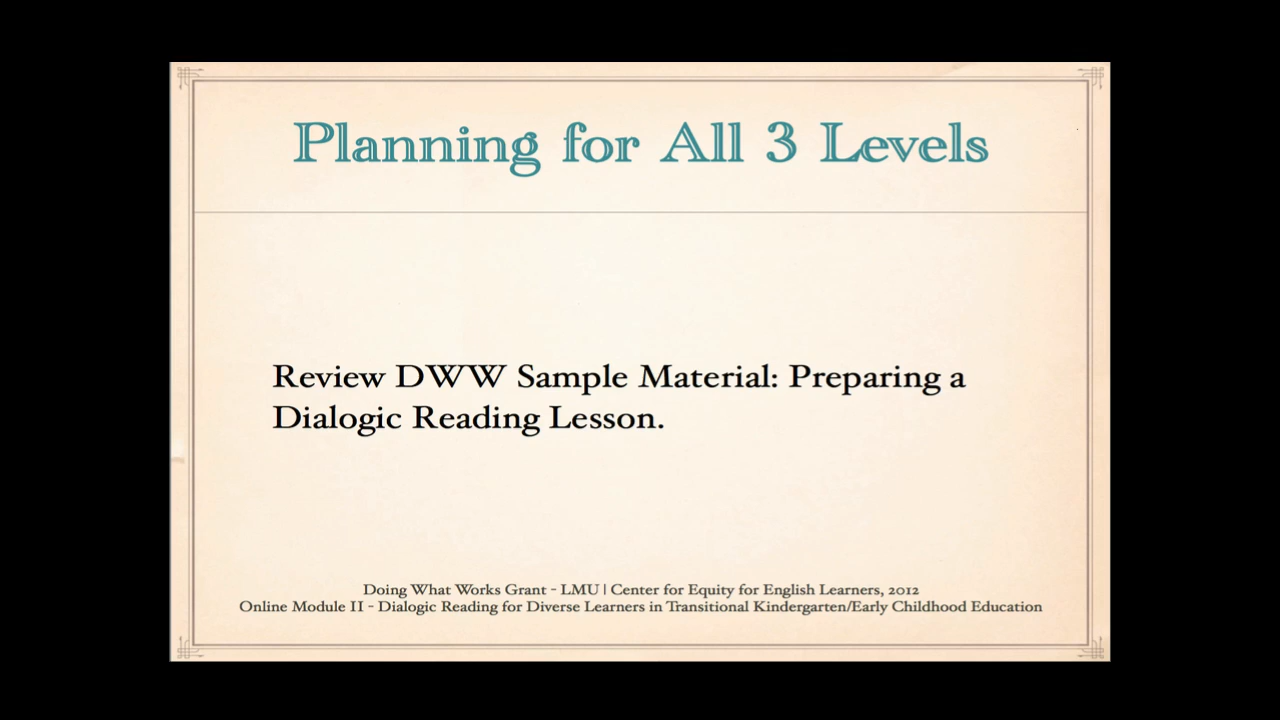 Planning for All 3 Levels
Review DWW Sample Material: Preparing a
Dialogic Reading Lesson.
Doing What Works Grant - LMU | Center for Equity for English Learners, 2012
Online Module II - Dialogic Reading for Diverse Learners in Transitional Kindergarten/Early Childhood Education